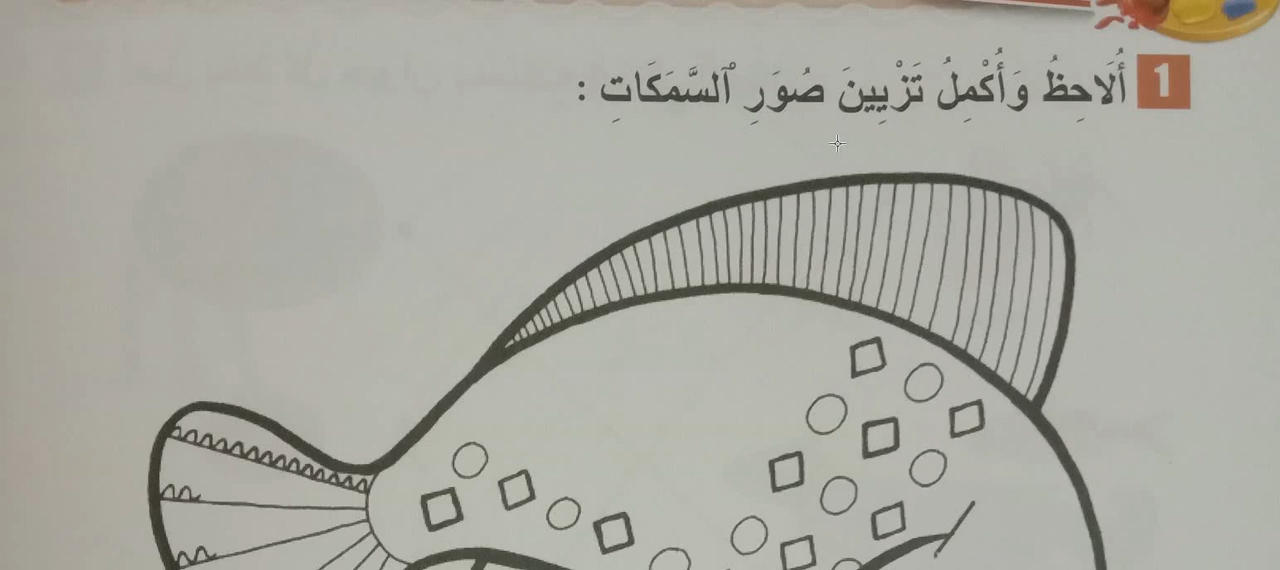 1 أُلَاحِظُ وَأُكْمِلُ تَزْيِينَ صُوَرِ ٱلسَّمَكَاتِ :